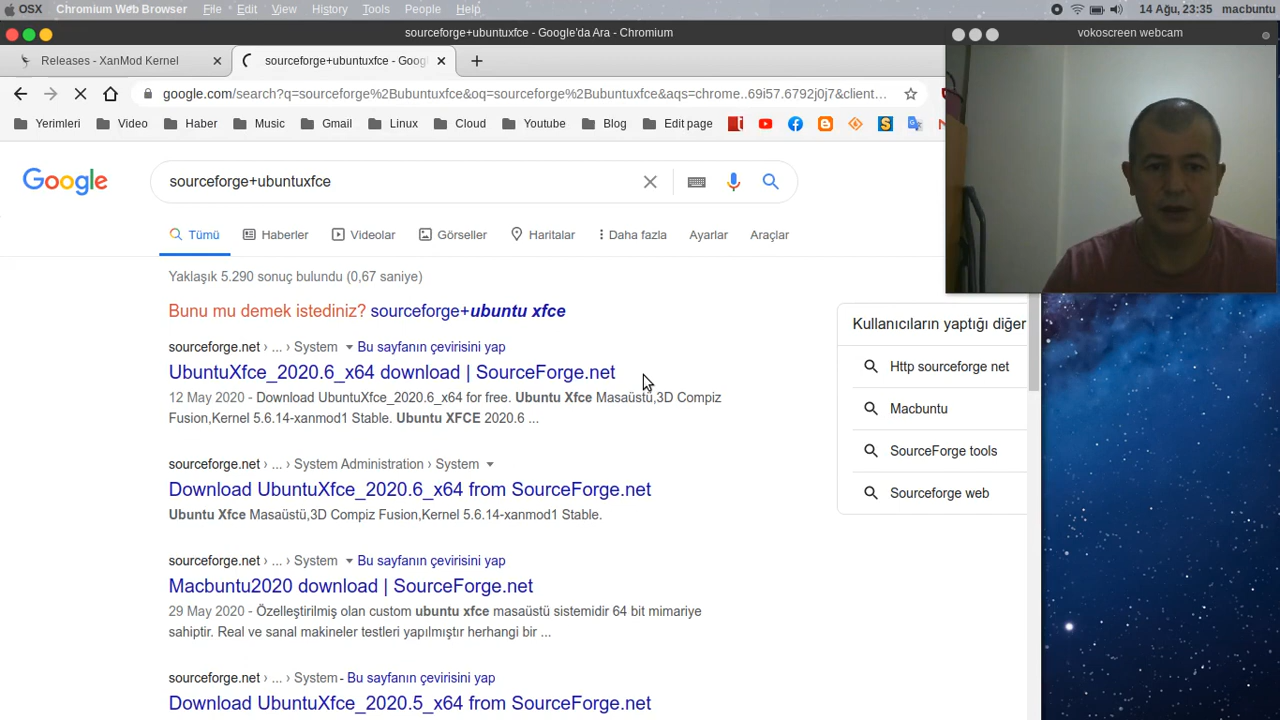 OSX Chromium Web Browser File Edit View History Tools People Help 14 Ağu, 23:35 macbuntu
sourceforge+ubuntuxfce - Google'da Ara - Chromium
vokoscreen webcam
Releases - XanMod Kernel
sourceforge+ubuntuxfce - Goog
google.com/search?q=sourceforge%2Bubuntuxfce&oq=sourceforge%2Bubuntuxfce&aqs=chrome..69i57.6792j0j7&client...
Yerimleri Video Haber Music Gmail Linux Cloud Youtube Blog Edit page
Google
sourceforge+ubuntuxfce
Tümü Haberler Videolar Görseller Haritalar Daha fazla Ayarlar Araçlar
Yaklaşık 5.290 sonuç bulundu (0,67 saniye)
Bunu mu demek istediniz? sourceforge+ubuntu xfce
sourceforge.net › ... › System Bu sayfanın çevirisini yap
UbuntuXfce_2020.6_x64 download | SourceForge.net
12 May 2020 - Download UbuntuXfce_2020.6_x64 for free. Ubuntu Xfce Masaüstü,3D Compiz
Fusion,Kernel 5.6.14-xanmod1 Stable. Ubuntu XFCE 2020.6 ...
sourceforge.net › ... › System Administration › System
Download UbuntuXfce_2020.6_x64 from SourceForge.net
Ubuntu Xfce Masaüstü,3D Compiz Fusion,Kernel 5.6.14-xanmod1 Stable.
sourceforge.net › ... › System Bu sayfanın çevirisini yap
Macbuntu2020 download | SourceForge.net
29 May 2020 - Özelleştirilmiş olan custom ubuntu xfce masaüstü sistemidir 64 bit mimariye
sahiptir. Real ve sanal makineler testleri yapılmıştır herhangi bir ...
sourceforge.net › ... › System - Bu sayfanın çevirisini yap
Download UbuntuXfce_2020.5_x64 from SourceForge.net
Kullanıcıların yaptığı diğer
Http sourceforge net
Macbuntu
SourceForge tools
Sourceforge web